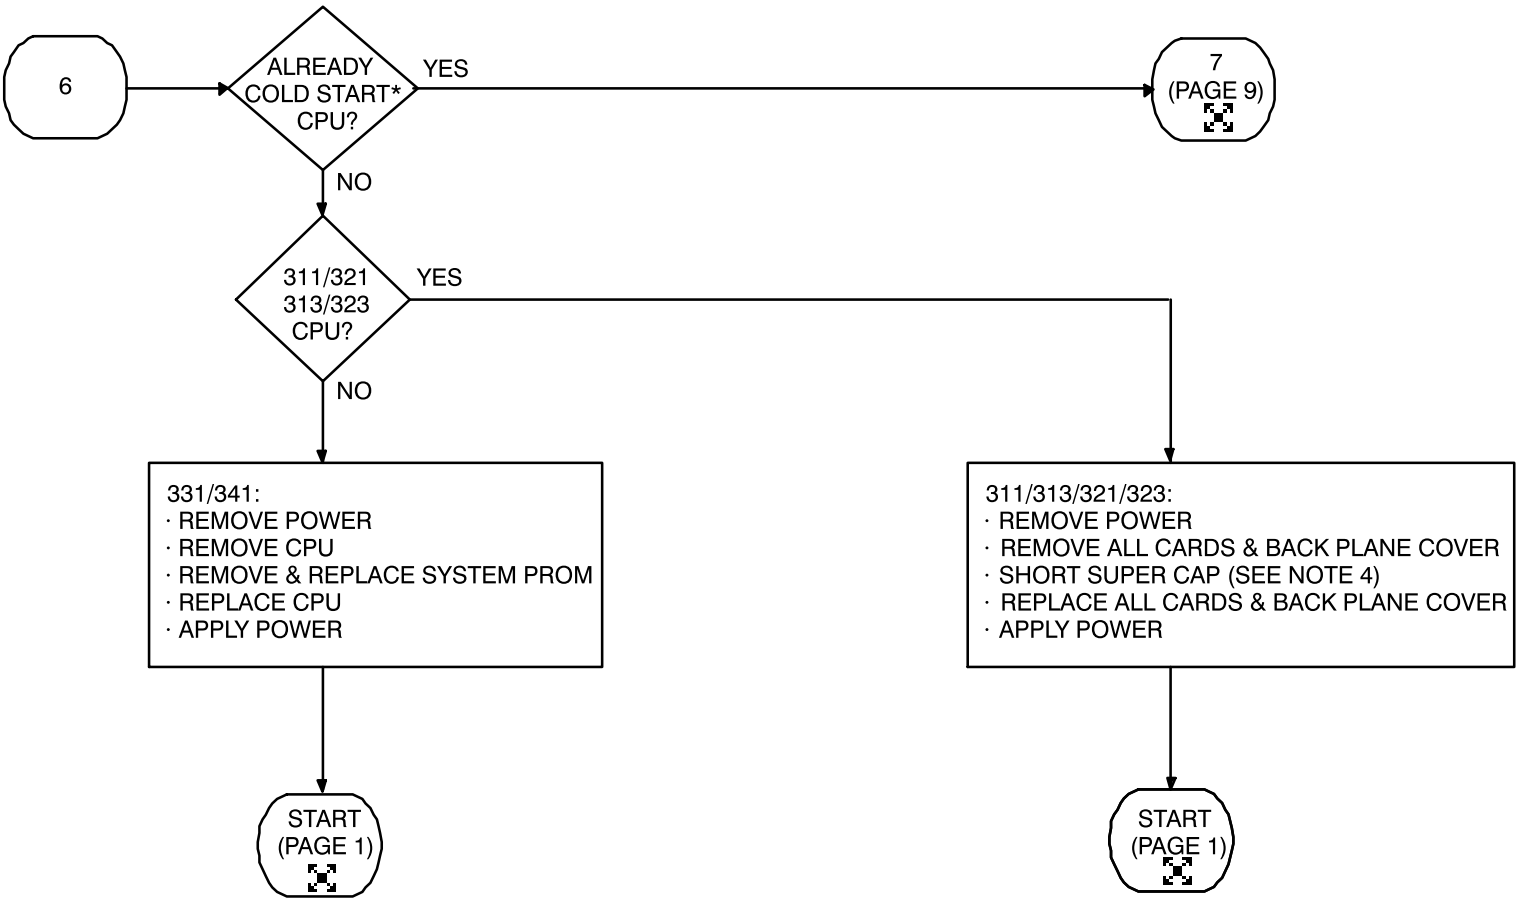 6
ALREADY
COLD START*
CPU?
YES
7
(PAGE 9)
NO
311/321
313/323
CPU?
YES
NO
331/341:
· REMOVE POWER
· REMOVE CPU
· REMOVE & REPLACE SYSTEM PROM
· REPLACE CPU
· APPLY POWER
311/313/321/323:
· REMOVE POWER
· REMOVE ALL CARDS & BACK PLANE COVER
· SHORT SUPER CAP (SEE NOTE 4)
· REPLACE ALL CARDS & BACK PLANE COVER
· APPLY POWER
START
(PAGE 1)
START
(PAGE 1)